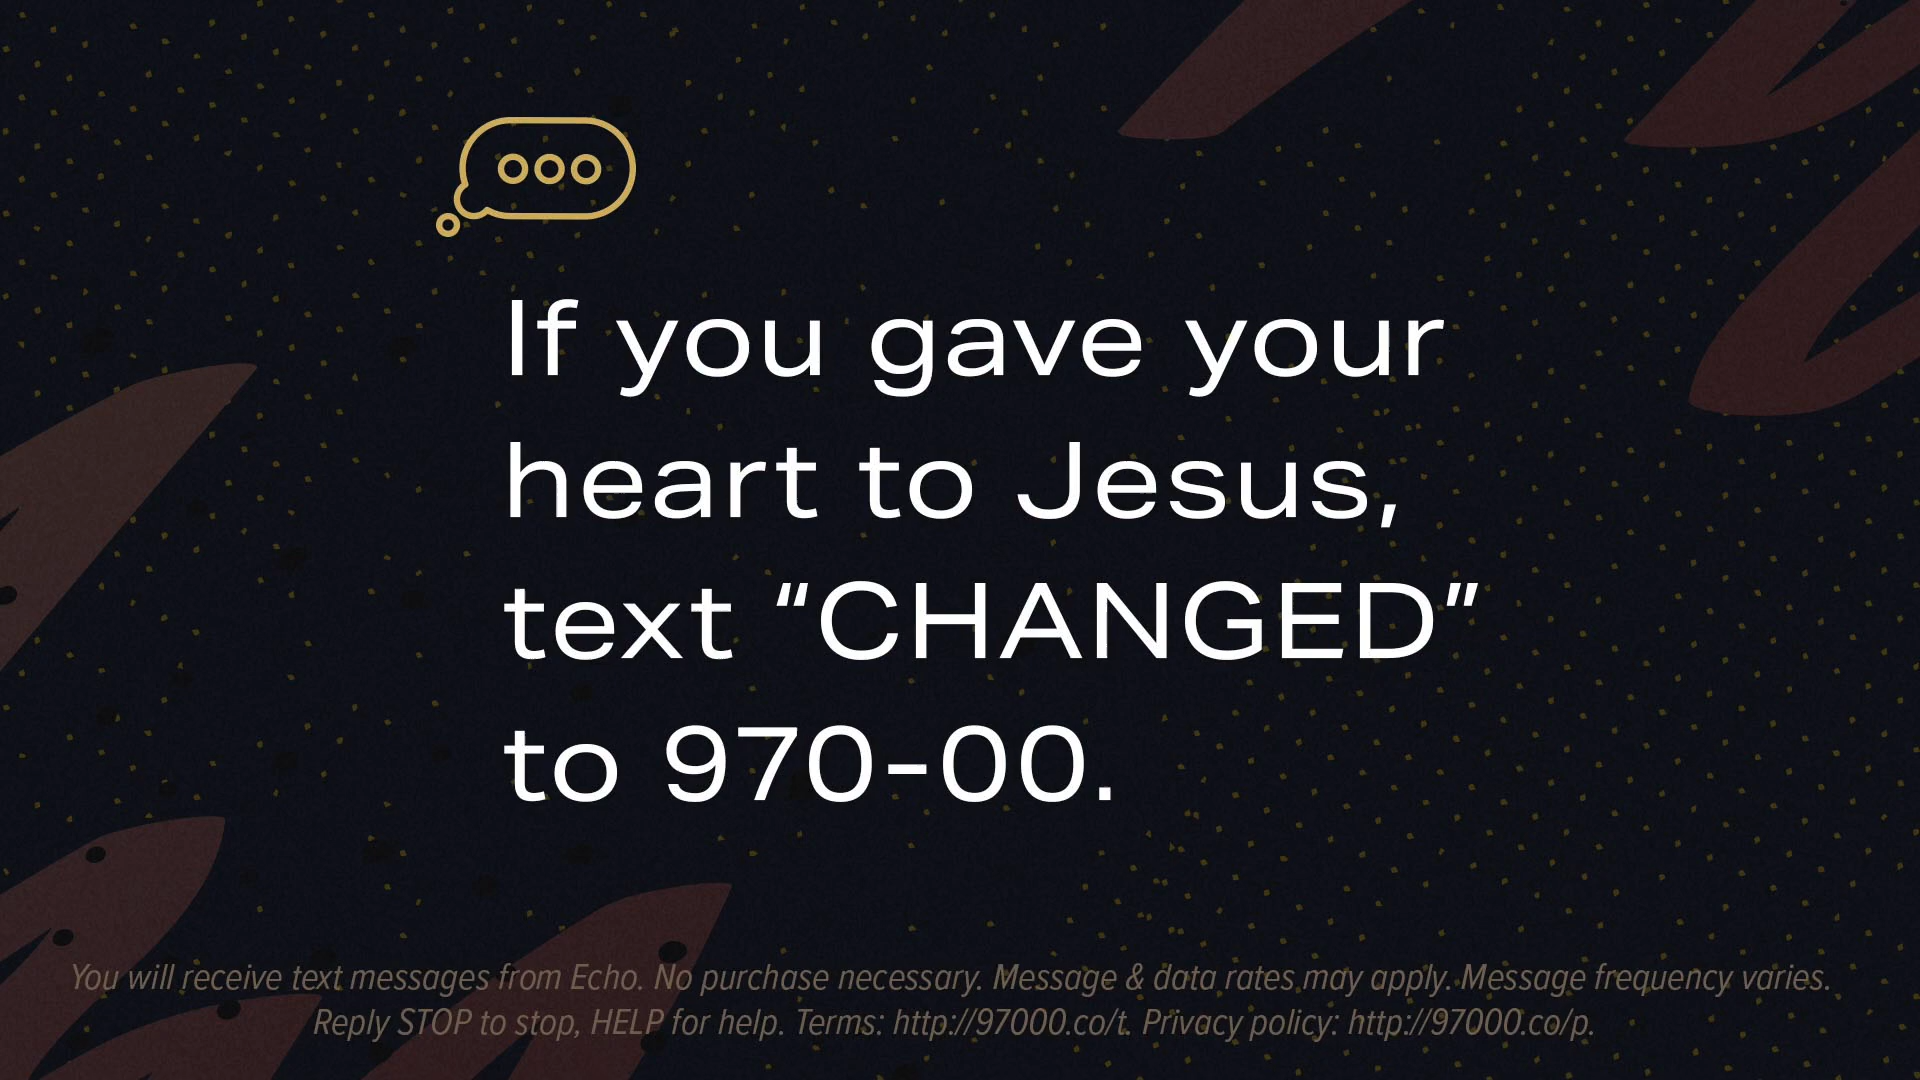 If you gave your
heart to Jesus,
text “CHANGED”
to 970-00.
You will receive text messages from Echo. No purchase necessary. Message & data rates may apply. Message frequency varies.
Reply STOP to stop, HELP for help. Terms: http://97000.co/t. Privacy policy: http://97000.co/p.